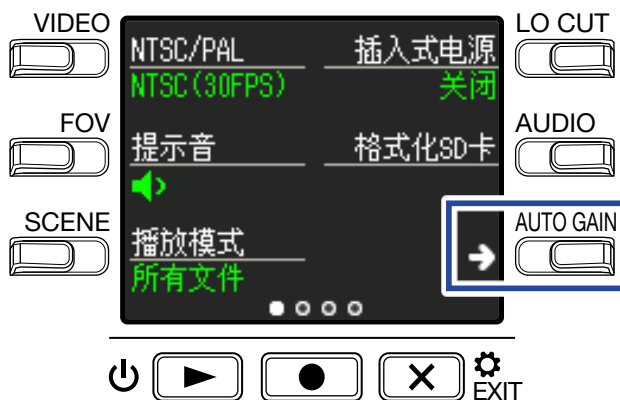 VIDEO
LO CUT
NTSC/PAL
插入式电源
NTSC(30FPS)
关闭
FOV
AUDIO
提示音
格式化SD卡
SCENE
AUTO GAIN
播放模式
所有文件
EXIT